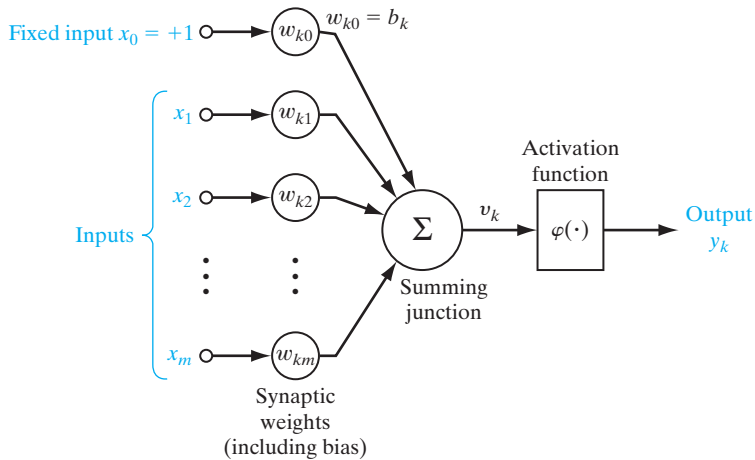 Fixed input x₀ = +1
wₖ₀
wₖ₀ = bₖ
x₁
wₖ₁
x₂
wₖ₂
Inputs
xₘ
wₖₘ
Σ
Summing
junction
vₖ
Activation
function
φ(·)
Output
yₖ
Synaptic
weights
(including bias)